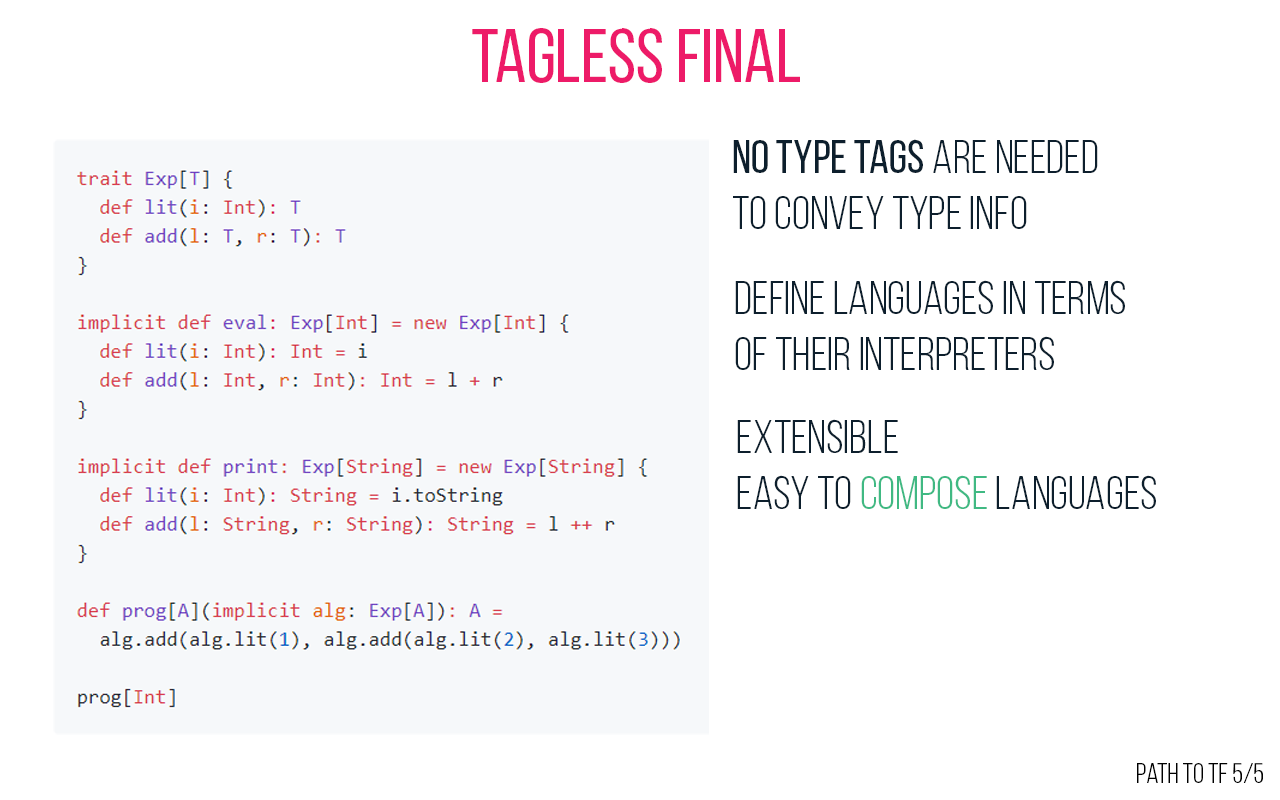 TAGLESS FINAL
trait Exp[T] {
  def lit(i: Int): T
  def add(l: T, r: T): T
}
implicit def eval: Exp[Int] = new Exp[Int] {
  def lit(i: Int): Int = i
  def add(l: Int, r: Int): Int = l + r
}
implicit def print: Exp[String] = new Exp[String] {
  def lit(i: Int): String = i.toString
  def add(l: String, r: String): String = l ++ r
}
def prog[A](implicit alg: Exp[A]): A =
  alg.add(alg.lit(1), alg.add(alg.lit(2), alg.lit(3)))
prog[Int]
NO TYPE TAGS ARE NEEDED
TO CONVEY TYPE INFO
DEFINE LANGUAGES IN TERMS
OF THEIR INTERPRETERS
EXTENSIBLE
EASY TO COMPOSE LANGUAGES
PATH TO TF 5/5